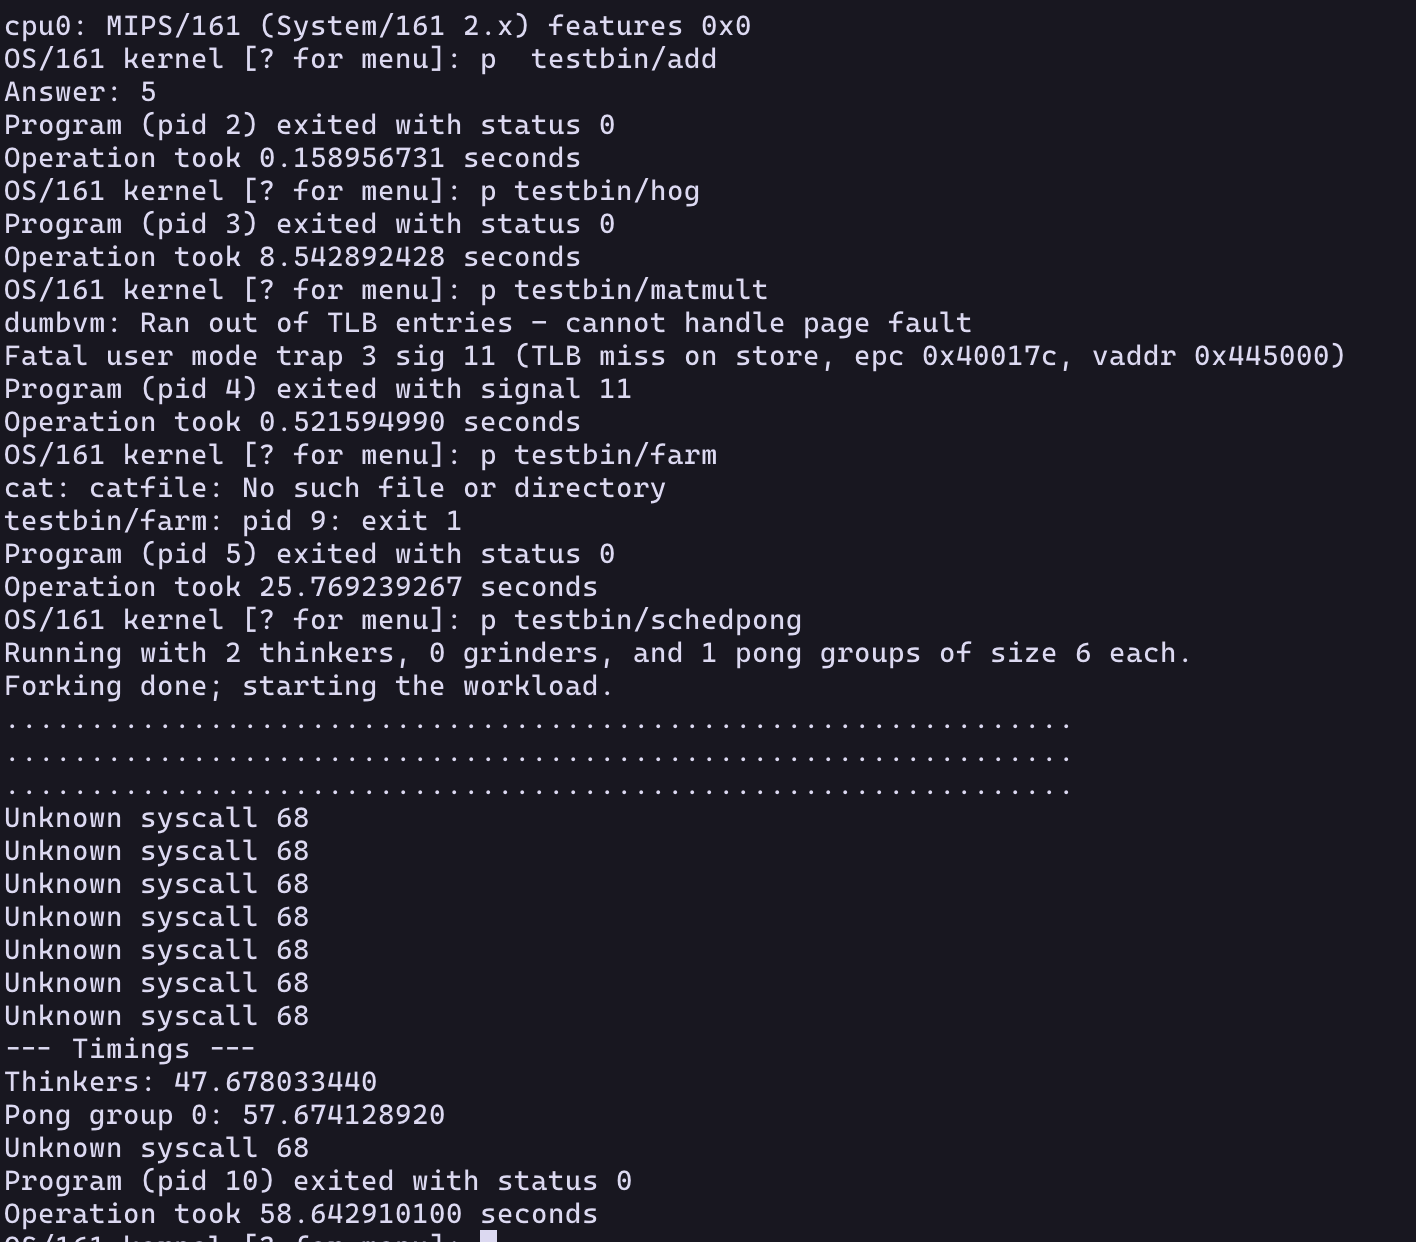 cpu0: MIPS/161 (System/161 2.x) features 0x0
OS/161 kernel [? for menu]: p  testbin/add
Answer: 5
Program (pid 2) exited with status 0
Operation took 0.158956731 seconds
OS/161 kernel [? for menu]: p testbin/hog
Program (pid 3) exited with status 0
Operation took 8.542892428 seconds
OS/161 kernel [? for menu]: p testbin/matmult
dumbvm: Ran out of TLB entries - cannot handle page fault
Fatal user mode trap 3 sig 11 (TLB miss on store, epc 0x40017c, vaddr 0x445000)
Program (pid 4) exited with signal 11
Operation took 0.521594990 seconds
OS/161 kernel [? for menu]: p testbin/farm
cat: catfile: No such file or directory
testbin/farm: pid 9: exit 1
Program (pid 5) exited with status 0
Operation took 25.769239267 seconds
OS/161 kernel [? for menu]: p testbin/schedpong
Running with 2 thinkers, 0 grinders, and 1 pong groups of size 6 each.
Forking done; starting the workload.
...............................................................
...............................................................
...............................................................
Unknown syscall 68
Unknown syscall 68
Unknown syscall 68
Unknown syscall 68
Unknown syscall 68
Unknown syscall 68
Unknown syscall 68
--- Timings ---
Thinkers: 47.678033440
Pong group 0: 57.674128920
Unknown syscall 68
Program (pid 10) exited with status 0
Operation took 58.642910100 seconds
OS/161 kernel [? for menu]: